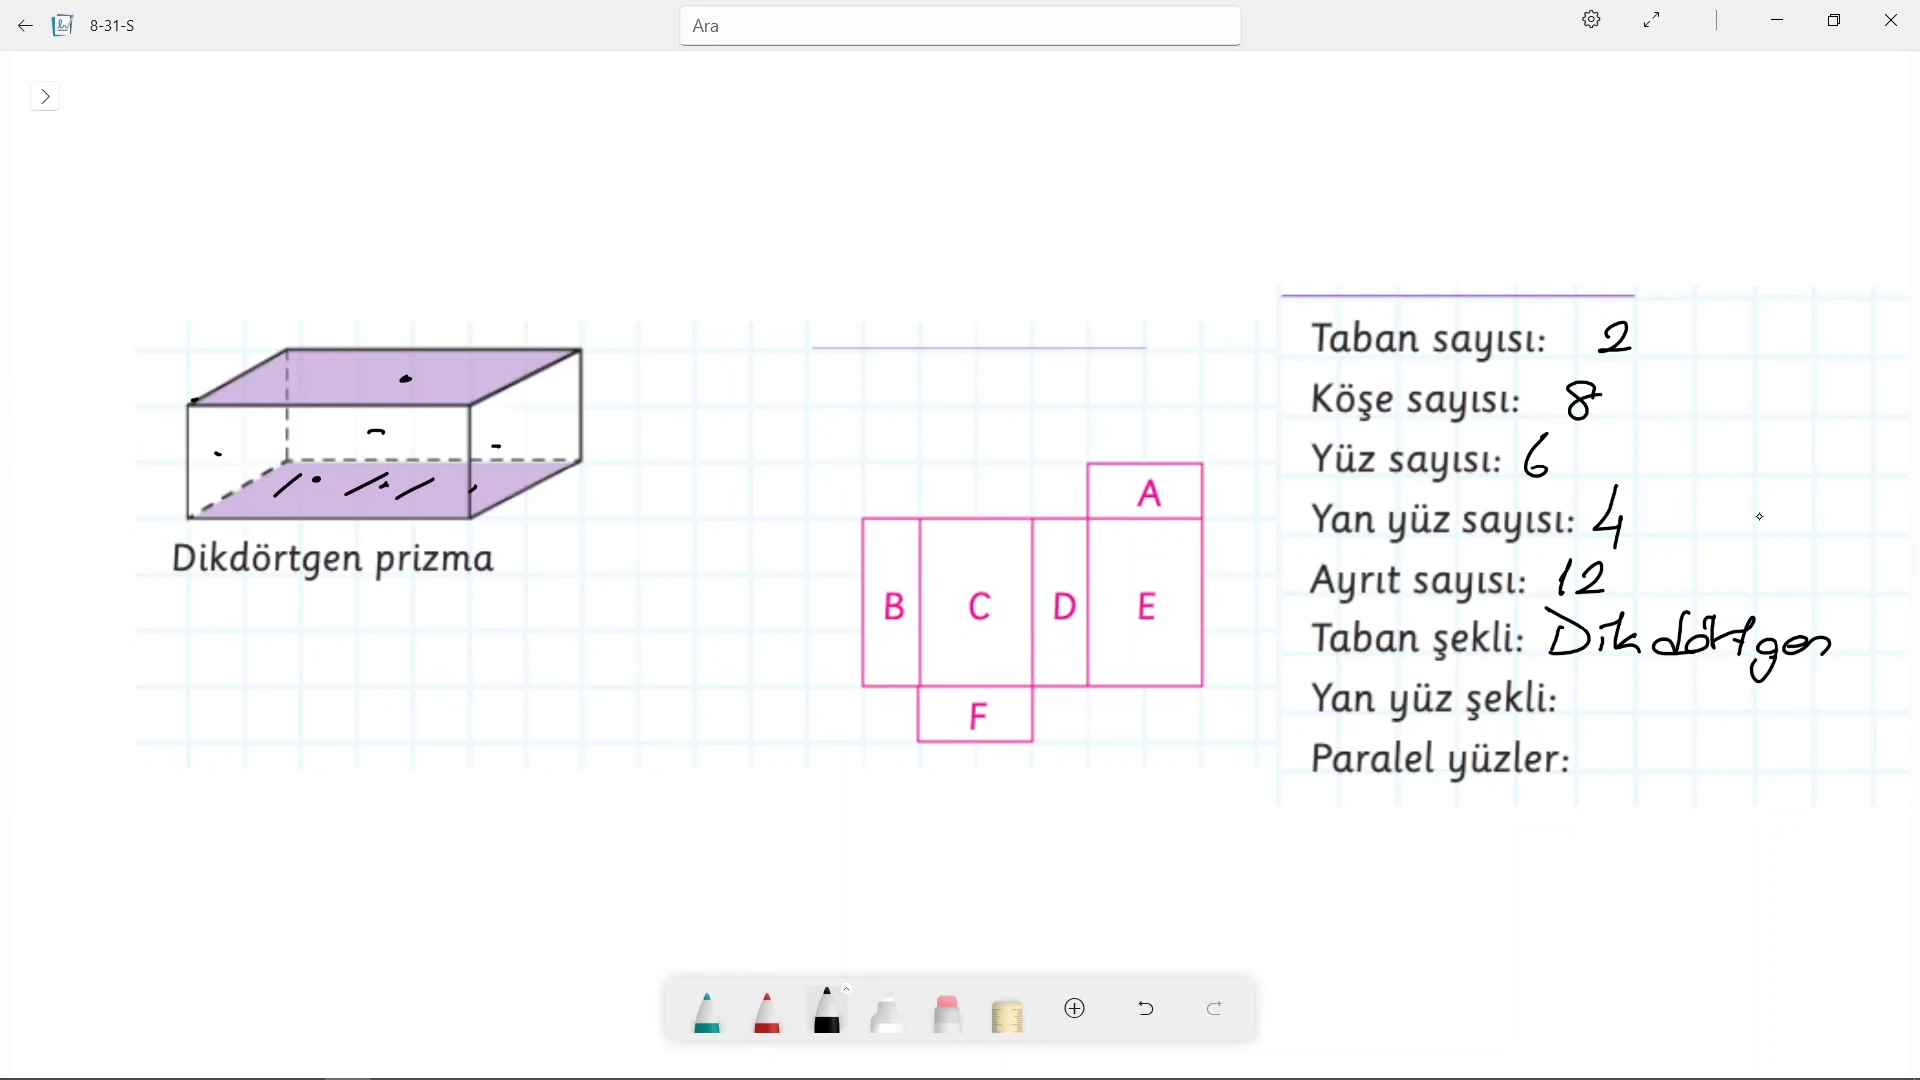 8-31-S
Ara
Dikdörtgen prizma
A
B C D E
F
Taban sayısı: 2
Köşe sayısı: 8
Yüz sayısı: 6
Yan yüz sayısı: 4
Ayrıt sayısı: 12
Taban şekli: Dikdörtgen
Yan yüz şekli:
Paralel yüzler: